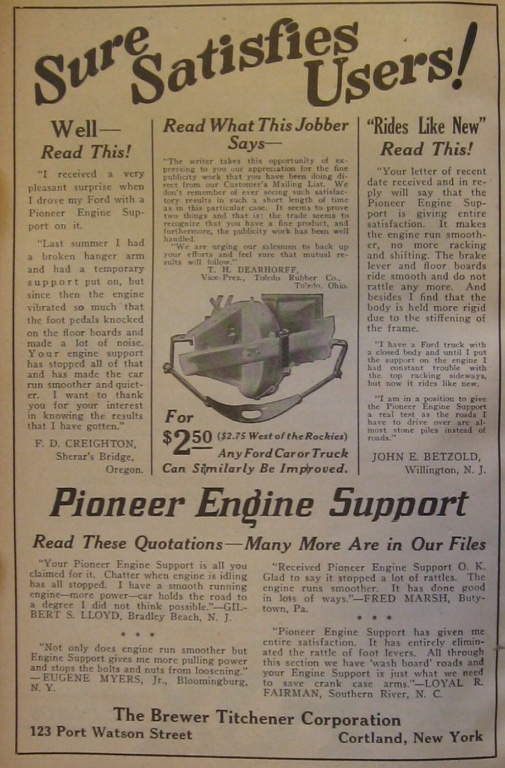 Sure Satisfies Users!
Well—
Read This!
"I received a very
pleasant surprise when
I drove my Ford with a
Pioneer Engine Sup-
port on it.
"Last summer I had
a broken hanger arm
and had a temporary
support put on, but
since then the engine
vibrated so much that
the foot pedals knocked
on the floor boards and
made a lot of noise.
Your engine support
has stopped all of that
and has made the car
run smoother and quiet-
er. I want to thank
you for your interest
in knowing the results
that I have gotten."
F. D. CREIGHTON,
Sherar's Bridge,
Oregon.
Read What This Jobber
Says—
"The writer takes this opportunity of ex-
pressing to you our appreciation for the fine
publicity work that you have been doing di-
rect from our Customer's Mailing List. We
don't remember of ever seeing such satisfac-
tory results in such a short length of time
as in this particular case. It seems to prove
two things and that is: the trade seems to
recognize that you have a fine product, and
furthermore, the publicity work has been well
handled.
"We are urging our salesmen to back up
your efforts and feel sure that mutual re-
sults will follow."
T. H. DEARHORFF,
Vice-Pres., Toledo Rubber Co.,
Toledo, Ohio.
For
$2.50 ($2.75 West of the Rockies)
Any Ford Car or Truck
Can Similarly Be Improved.
"Rides Like New"
Read This!
"Your letter of recent
date received and in re-
ply will say that the
Pioneer Engine Sup-
port is giving entire
satisfaction. It makes
the engine run smooth-
er, no more racking
and shifting. The brake
lever and floor boards
ride smooth and do not
rattle any more. And
besides I find that the
body is held more rigid
due to the stiffening of
the frame.
"I have a Ford truck with
a closed body and until I put
the support on the engine I
had constant trouble with
the top racking sideways,
but now it rides like new.
"I am in a position to give
the Pioneer Engine Support
a real test as the roads I
have to drive over are al-
most stone piles instead of
roads."
JOHN E. BETZOLD,
Willington, N. J.
Pioneer Engine Support
Read These Quotations—Many More Are in Our Files
"Your Pioneer Engine Support is all you
claimed for it. Chatter when engine is idling
has all stopped. I have a smooth running
engine—more power—car holds the road to
a degree I did not think possible."—GIL-
BERT S. LLOYD, Bradley Beach, N. J.
* * *
"Not only does engine run smoother but
Engine Support gives me more pulling power
and stops the bolts and nuts from loosening."
—EUGENE MYERS, Jr., Bloomingburg,
N. Y.
"Received Pioneer Engine Support O. K.
Glad to say it stopped a lot of rattles. The
engine runs smoother. It has done good
in lots of ways."—FRED MARSH, Buty-
town, Pa.
* * *
"Pioneer Engine Support has given me
entire satisfaction. It has entirely elimin-
ated the rattle of foot levers. All through
this section we have 'wash board' roads and
your Engine Support is just what we need
to save crank case arms."—LOYAL R.
FAIRMAN, Southern River, N. C.
The Brewer Titchener Corporation
123 Port Watson Street
Cortland, New York